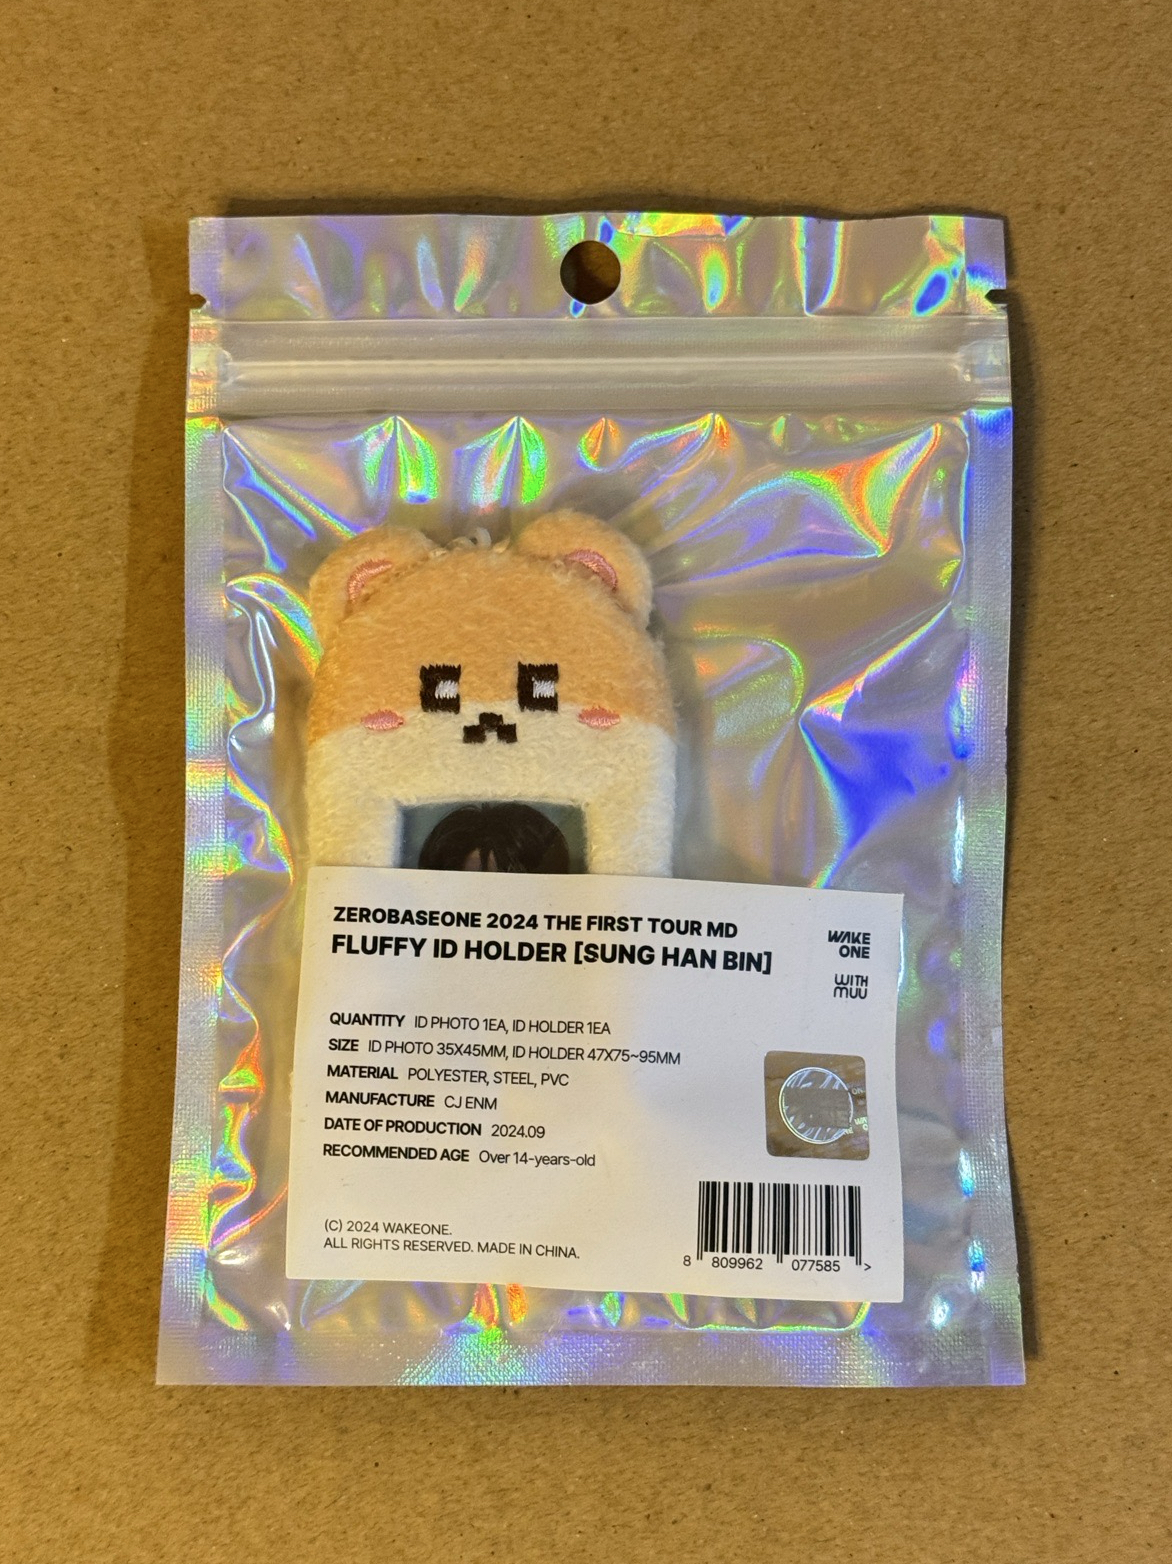 ZEROBASEONE 2024 THE FIRST TOUR MD
FLUFFY ID HOLDER [SUNG HAN BIN]
WAKE
ONE
WITH
MUU
QUANTITY ID PHOTO 1EA, ID HOLDER 1EA
SIZE ID PHOTO 35X45MM, ID HOLDER 47X75~95MM
MATERIAL POLYESTER, STEEL, PVC
MANUFACTURE CJ ENM
DATE OF PRODUCTION 2024.09
RECOMMENDED AGE Over 14-years-old
(C) 2024 WAKEONE.
ALL RIGHTS RESERVED. MADE IN CHINA.
8 809962 077585 >